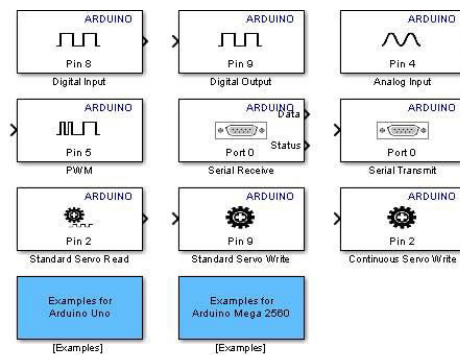 ARDUINO
Pin 8
Digital Input
ARDUINO
Pin 9
Digital Output
ARDUINO
Pin 4
Analog Input
ARDUINO
Pin 5
PWM
ARDUINO
Data
Port 0
Status
Serial Receive
ARDUINO
Port 0
Serial Transmit
ARDUINO
Pin 2
Standard Servo Read
ARDUINO
Pin 9
Standard Servo Write
ARDUINO
Pin 2
Continuous Servo Write
Examples for
Arduino Uno
[Examples]
Examples for
Arduino Mega 2560
[Examples]